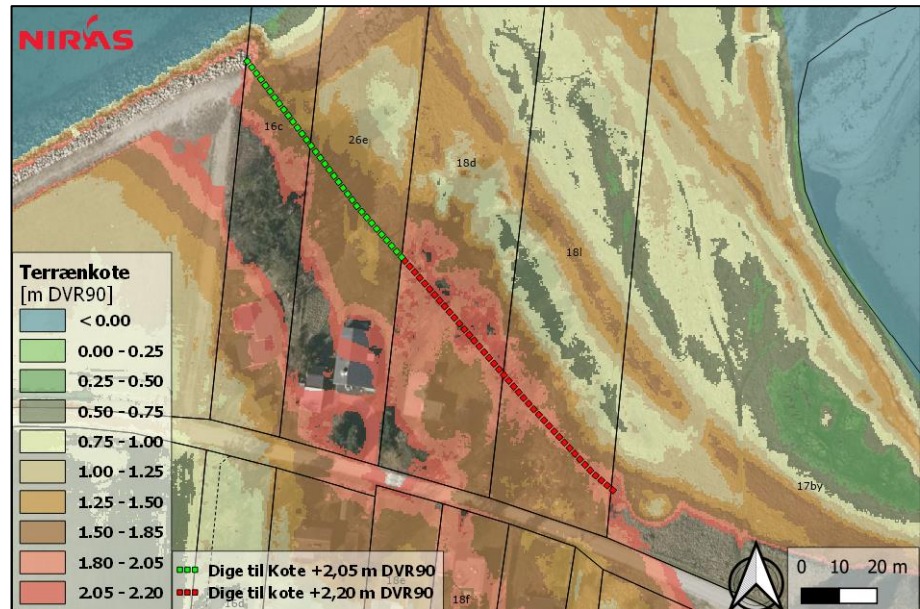 NIRAS
16c
26e
18d
18l
17by
Terrænkote
[m DVR90]
< 0.00
0.00 - 0.25
0.25 - 0.50
0.50 - 0.75
0.75 - 1.00
1.00 - 1.25
1.25 - 1.50
1.50 - 1.85
1.80 - 2.05
2.05 - 2.20
Dige til Kote +2,05 m DVR90
Dige til kote +2,20 m DVR90
18e
16d
18f
0 10 20 m